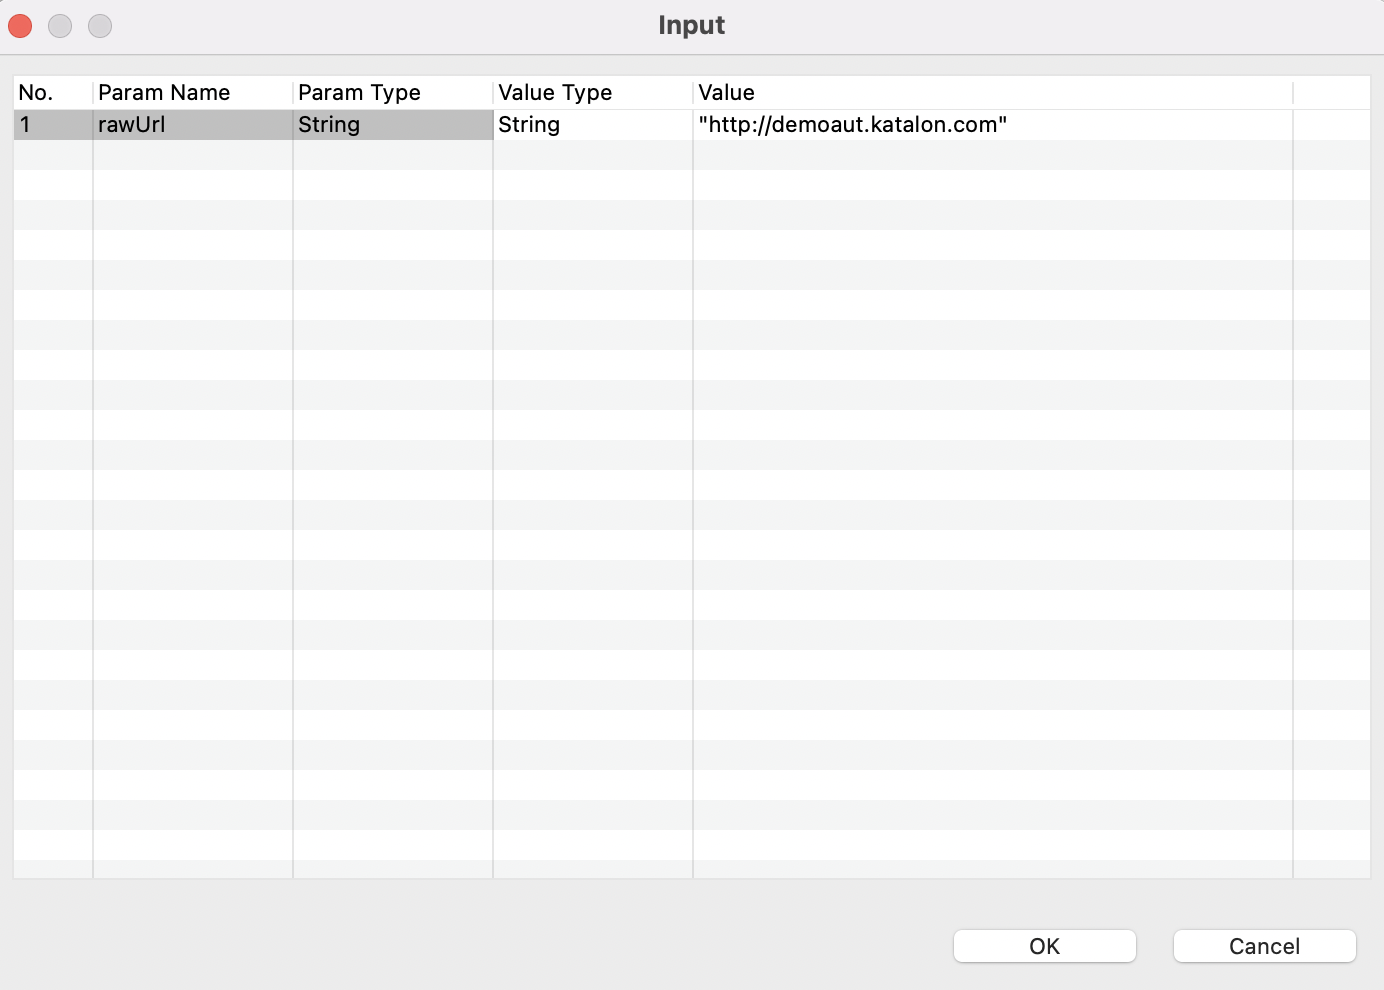 Input
No. Param Name Param Type Value Type Value
1 rawUrl String String "http://demoaut.katalon.com"
OK Cancel